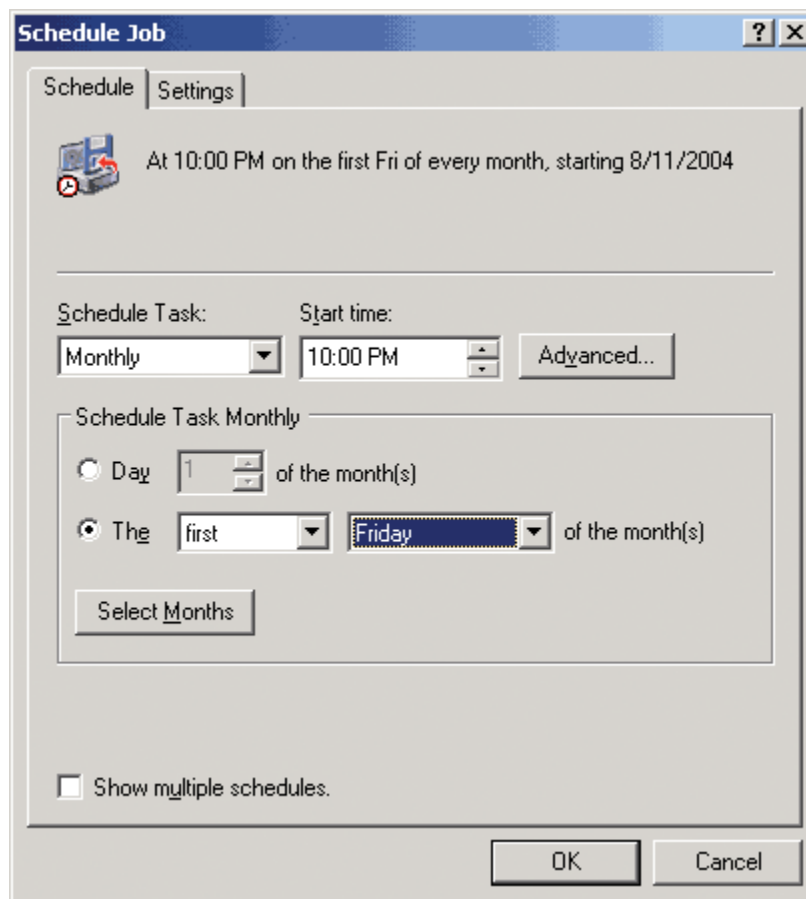 Schedule Job
Schedule Settings
At 10:00 PM on the first Fri of every month, starting 8/11/2004
Schedule Task: Start time:
Monthly 10:00 PM Advanced...
Schedule Task Monthly
Day 1 of the month(s)
The first Friday of the month(s)
Select Months
Show multiple schedules.
OK Cancel